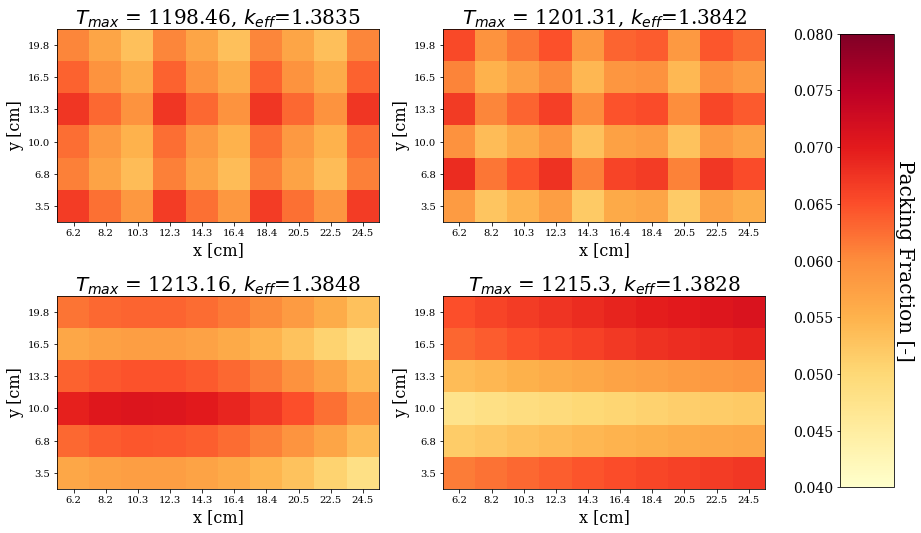 T_max = 1198.46, k_eff=1.3835
y [cm]
19.8
16.5
13.3
10.0
6.8
3.5
6.2 8.2 10.3 12.3 14.3 16.4 18.4 20.5 22.5 24.5
x [cm]
T_max = 1201.31, k_eff=1.3842
y [cm]
19.8
16.5
13.3
10.0
6.8
3.5
6.2 8.2 10.3 12.3 14.3 16.4 18.4 20.5 22.5 24.5
x [cm]
T_max = 1213.16, k_eff=1.3848
y [cm]
19.8
16.5
13.3
10.0
6.8
3.5
6.2 8.2 10.3 12.3 14.3 16.4 18.4 20.5 22.5 24.5
x [cm]
T_max = 1215.3, k_eff=1.3828
y [cm]
19.8
16.5
13.3
10.0
6.8
3.5
6.2 8.2 10.3 12.3 14.3 16.4 18.4 20.5 22.5 24.5
x [cm]
0.080
0.075
0.070
0.065
0.060
0.055
0.050
0.045
0.040
Packing Fraction [-]